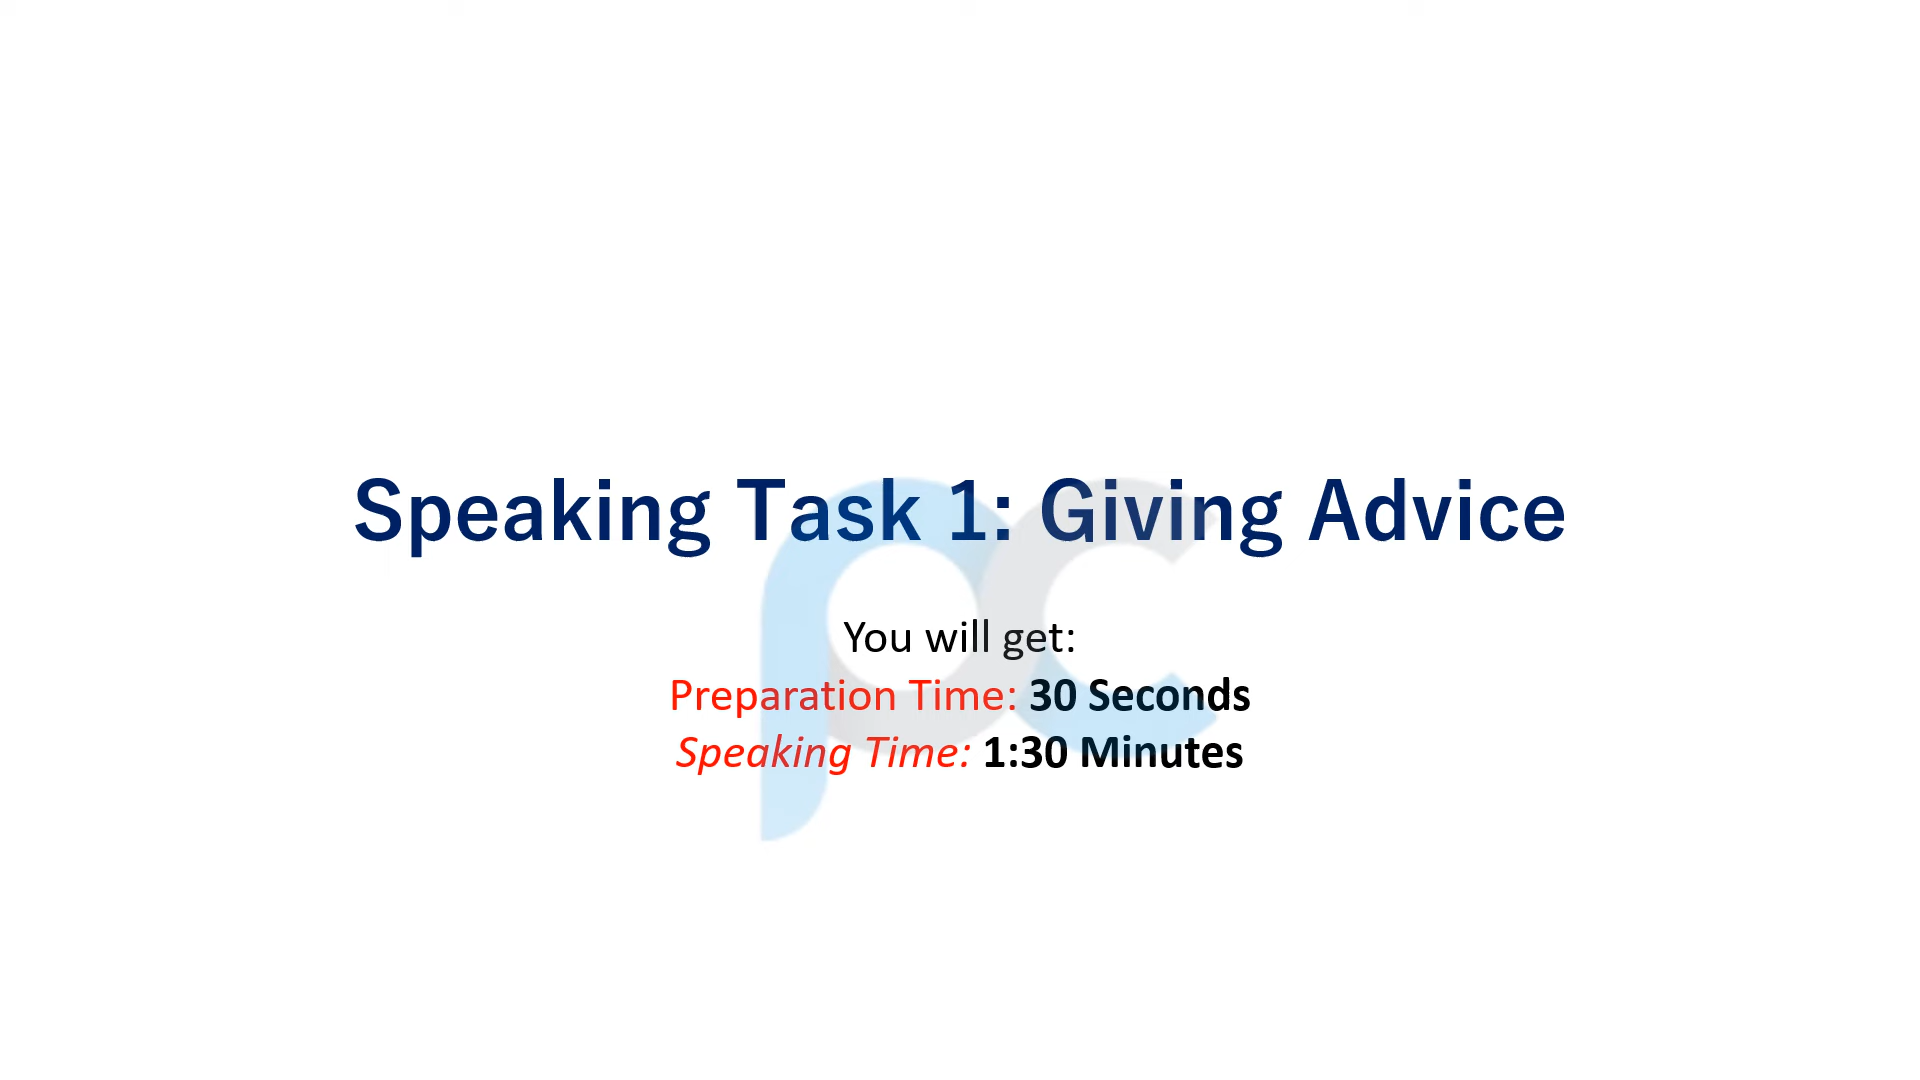 Speaking Task 1: Giving Advice
You will get:
Preparation Time: 30 Seconds
Speaking Time: 1:30 Minutes